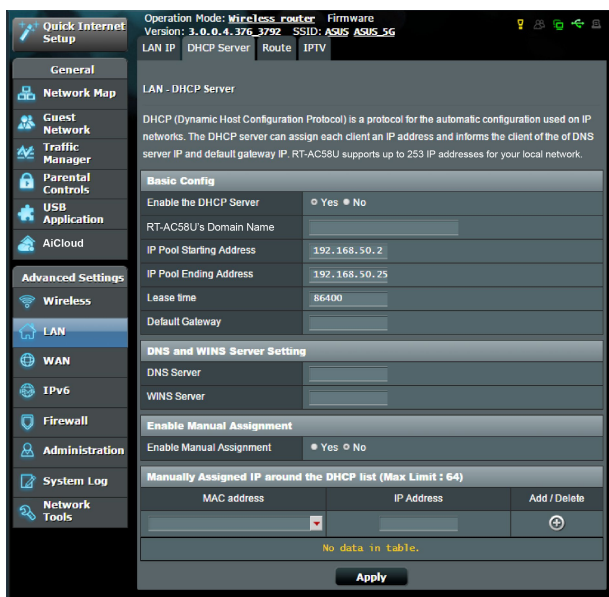 Quick Internet
Setup
Operation Mode: Wireless router Firmware
Version: 3.0.0.4.376_3792 SSID: ASUS ASUS_5G
LAN IP DHCP Server Route IPTV
General
Network Map
Guest
Network
Traffic
Manager
Parental
Controls
USB
Application
AiCloud
Advanced Settings
Wireless
LAN
WAN
IPv6
Firewall
Administration
System Log
Network
Tools
LAN - DHCP Server
DHCP (Dynamic Host Configuration Protocol) is a protocol for the automatic configuration used on IP
networks. The DHCP server can assign each client an IP address and informs the client of the of DNS
server IP and default gateway IP. RT-AC58U supports up to 253 IP addresses for your local network.
Basic Config
Enable the DHCP Server Yes No
RT-AC58U's Domain Name
IP Pool Starting Address 192.168.50.2
IP Pool Ending Address 192.168.50.25
Lease time 86400
Default Gateway
DNS and WINS Server Setting
DNS Server
WINS Server
Enable Manual Assignment
Enable Manual Assignment Yes No
Manually Assigned IP around the DHCP list (Max Limit : 64)
MAC address IP Address Add / Delete
No data in table.
Apply